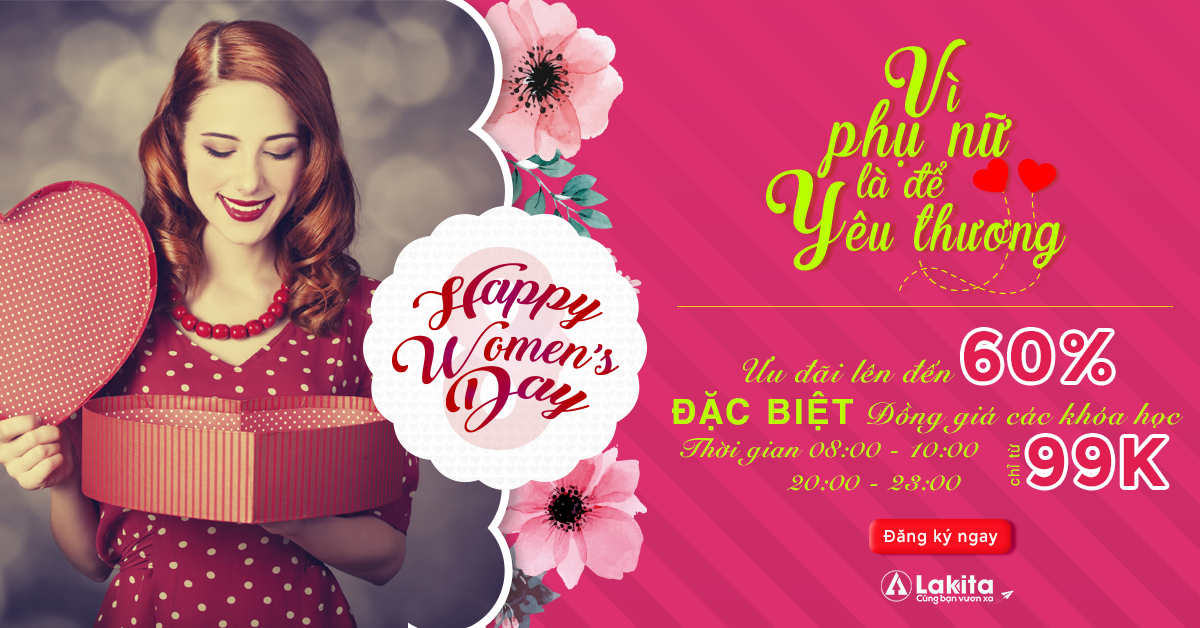 Happy
Women's
Day
Vì
phụ nữ
là để
Yêu thương
Ưu đãi lên đến 60%
ĐẶC BIỆT Đồng giá các khóa học
Thời gian 08:00 - 10:00
20:00 - 23:00
chỉ từ 99K
Đăng ký ngay
Lakita
Cùng bạn vươn xa